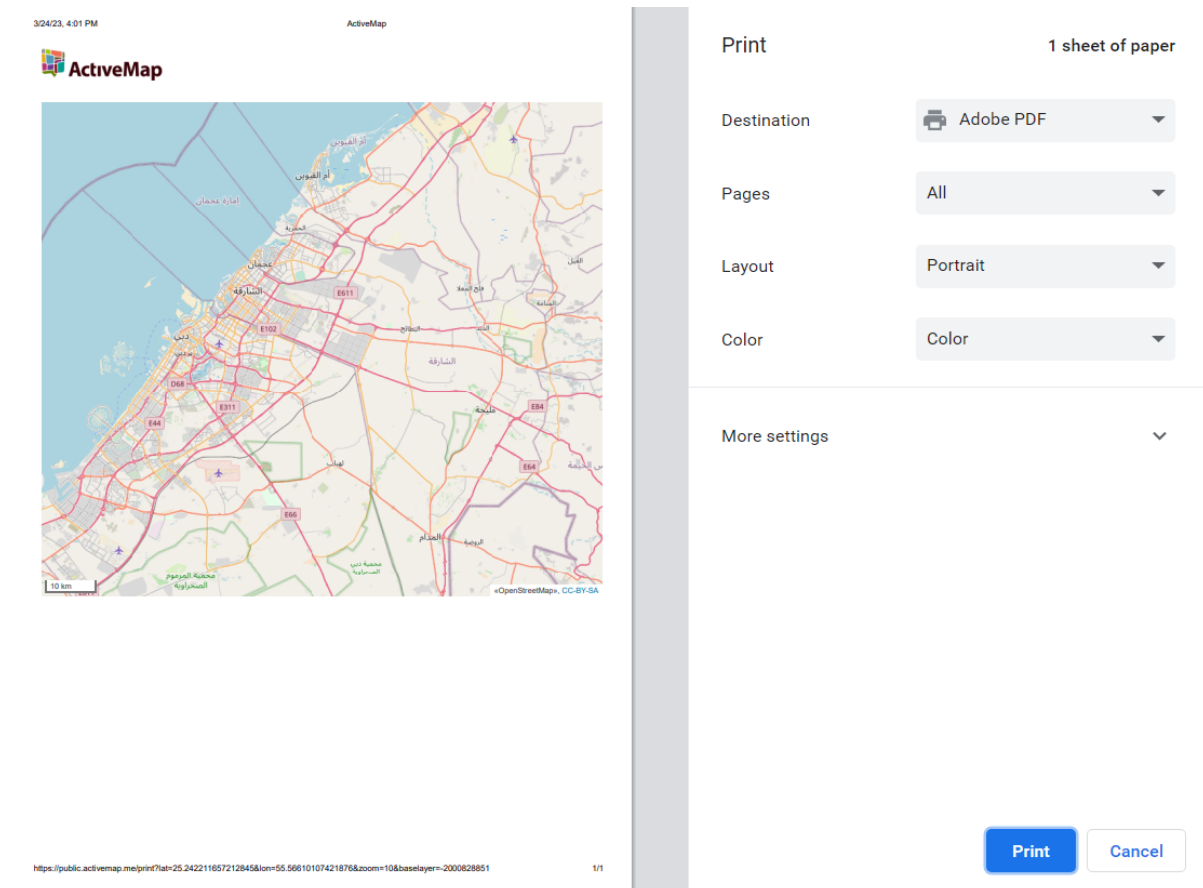 3/24/23, 4:01 PM
ActiveMap
ActiveMap
أم القيوين
أم القيوين
إمارة عجمان
الحمرية
عجمان
الشارقة
E611
E102
دبي
بر دبي
D68
E311
E44
الشارقة
مليحة
E84
E64
لهباب
E66
المدام
الروضة
محمية المرموم
الصحراوية
محمية دبي
الصحراوية
10 km
«OpenStreetMap», CC-BY-SA
https://public.activemap.me/print?lat=25.242211657212845&lon=55.56610107421876&zoom=10&baselayer=-2000828851
1/1
Print
1 sheet of paper
Destination
Adobe PDF
Pages
All
Layout
Portrait
Color
Color
More settings
Print
Cancel